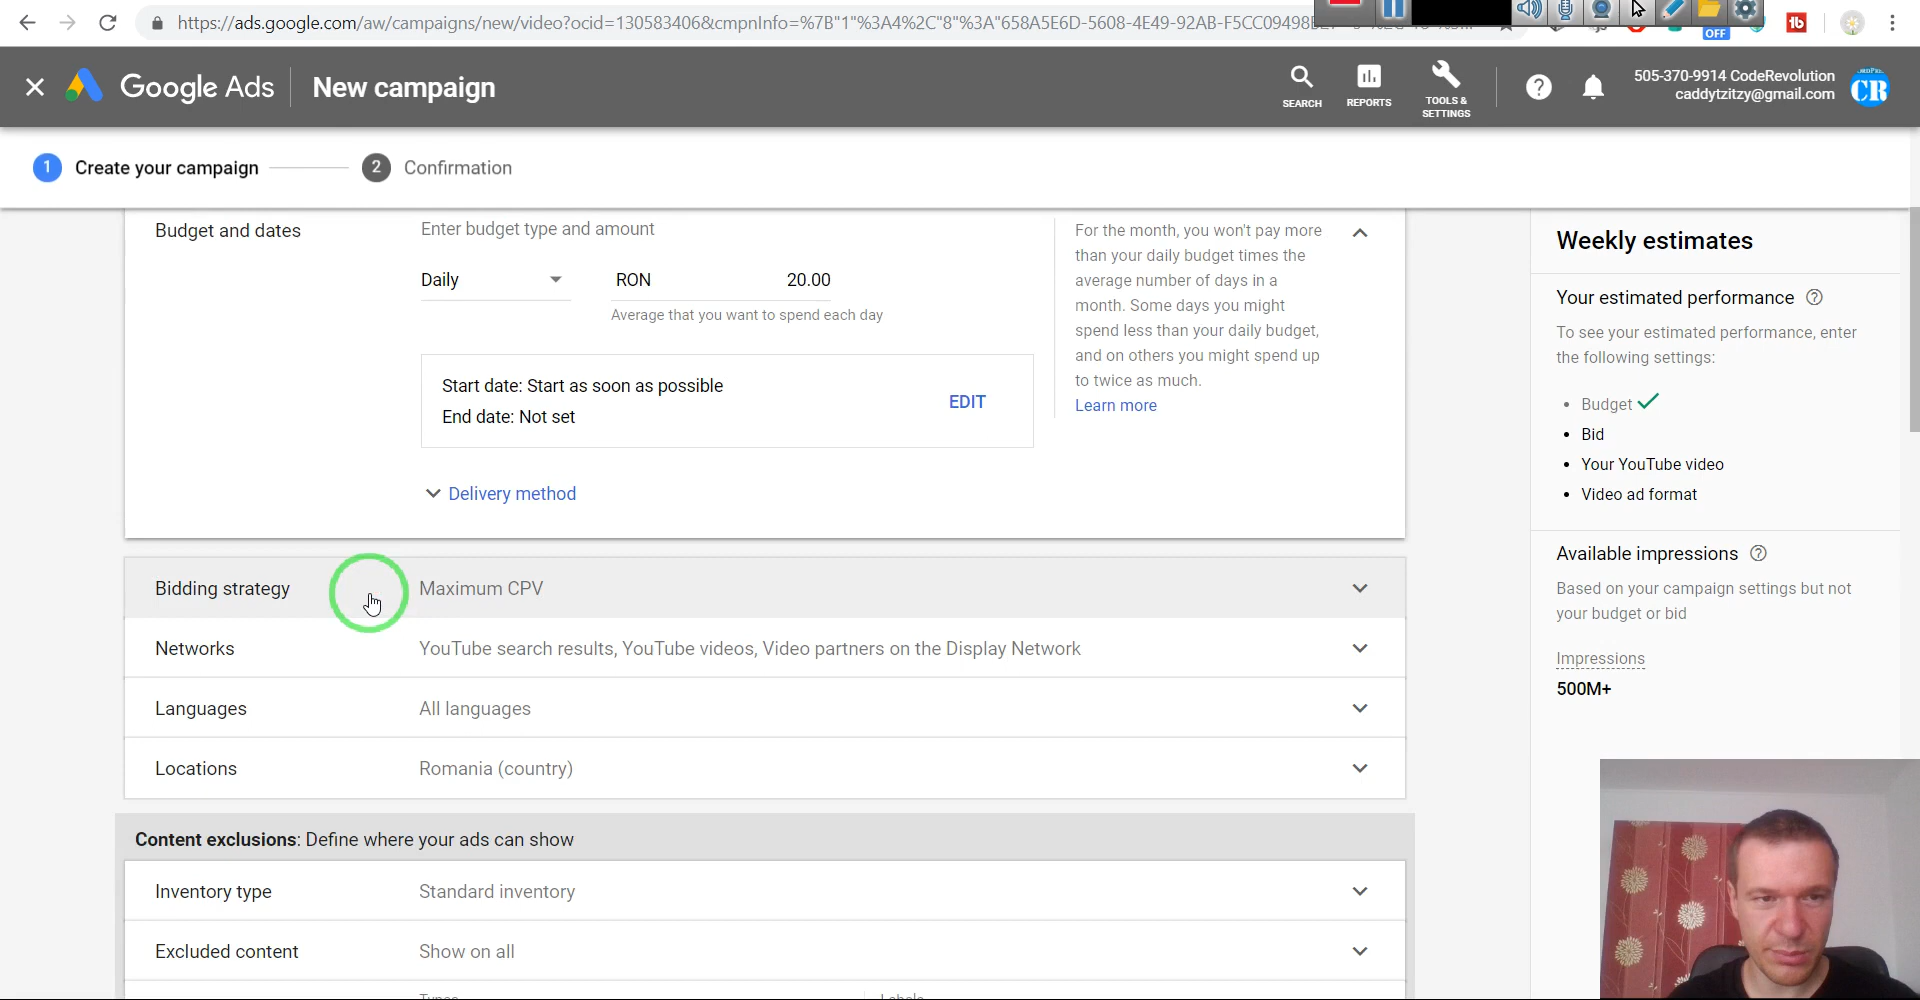 https://ads.google.com/aw/campaigns/new/video?ocid=130583406&cmpnInfo=%7B"1"%3A4%2C"8"%3A"658A5E6D-5608-4E49-92AB-F5CC09498
OFF
Google Ads
New campaign
SEARCH
REPORTS
TOOLS &
SETTINGS
505-370-9914 CodeRevolution
caddytzitzy@gmail.com
CR
1 Create your campaign
2 Confirmation
Budget and dates
Enter budget type and amount
Daily
RON 20.00
Average that you want to spend each day
Start date: Start as soon as possible
End date: Not set
EDIT
Delivery method
For the month, you won't pay more
than your daily budget times the
average number of days in a
month. Some days you might
spend less than your daily budget,
and on others you might spend up
to twice as much.
Learn more
Bidding strategy Maximum CPV
Networks YouTube search results, YouTube videos, Video partners on the Display Network
Languages All languages
Locations Romania (country)
Content exclusions: Define where your ads can show
Inventory type Standard inventory
Excluded content Show on all
Weekly estimates
Your estimated performance
To see your estimated performance, enter
the following settings:
• Budget
• Bid
• Your YouTube video
• Video ad format
Available impressions
Based on your campaign settings but not
your budget or bid
Impressions
500M+